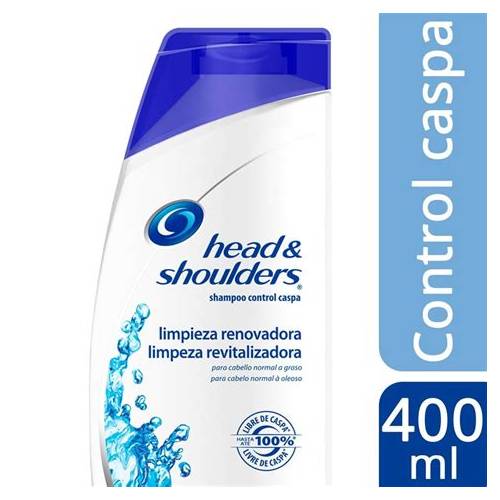 head&
shoulders®
shampoo control caspa
limpieza renovadora
limpeza revitalizadora
para cabello normal a graso
para cabelo normal à oleoso
LIBRE DE CASPA*
HASTA
ATÉ 100%*
LIVRE DE CASPA*
Control caspa
400
ml